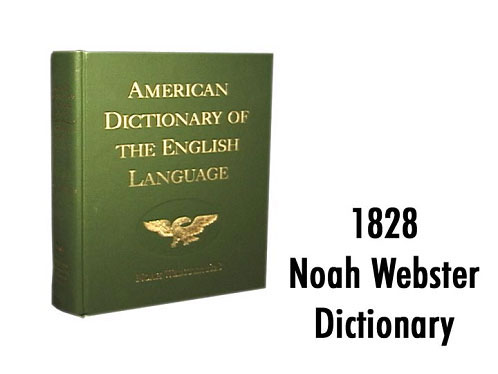 AMERICAN
DICTIONARY OF
THE ENGLISH
LANGUAGE
1828
Noah Webster
Dictionary